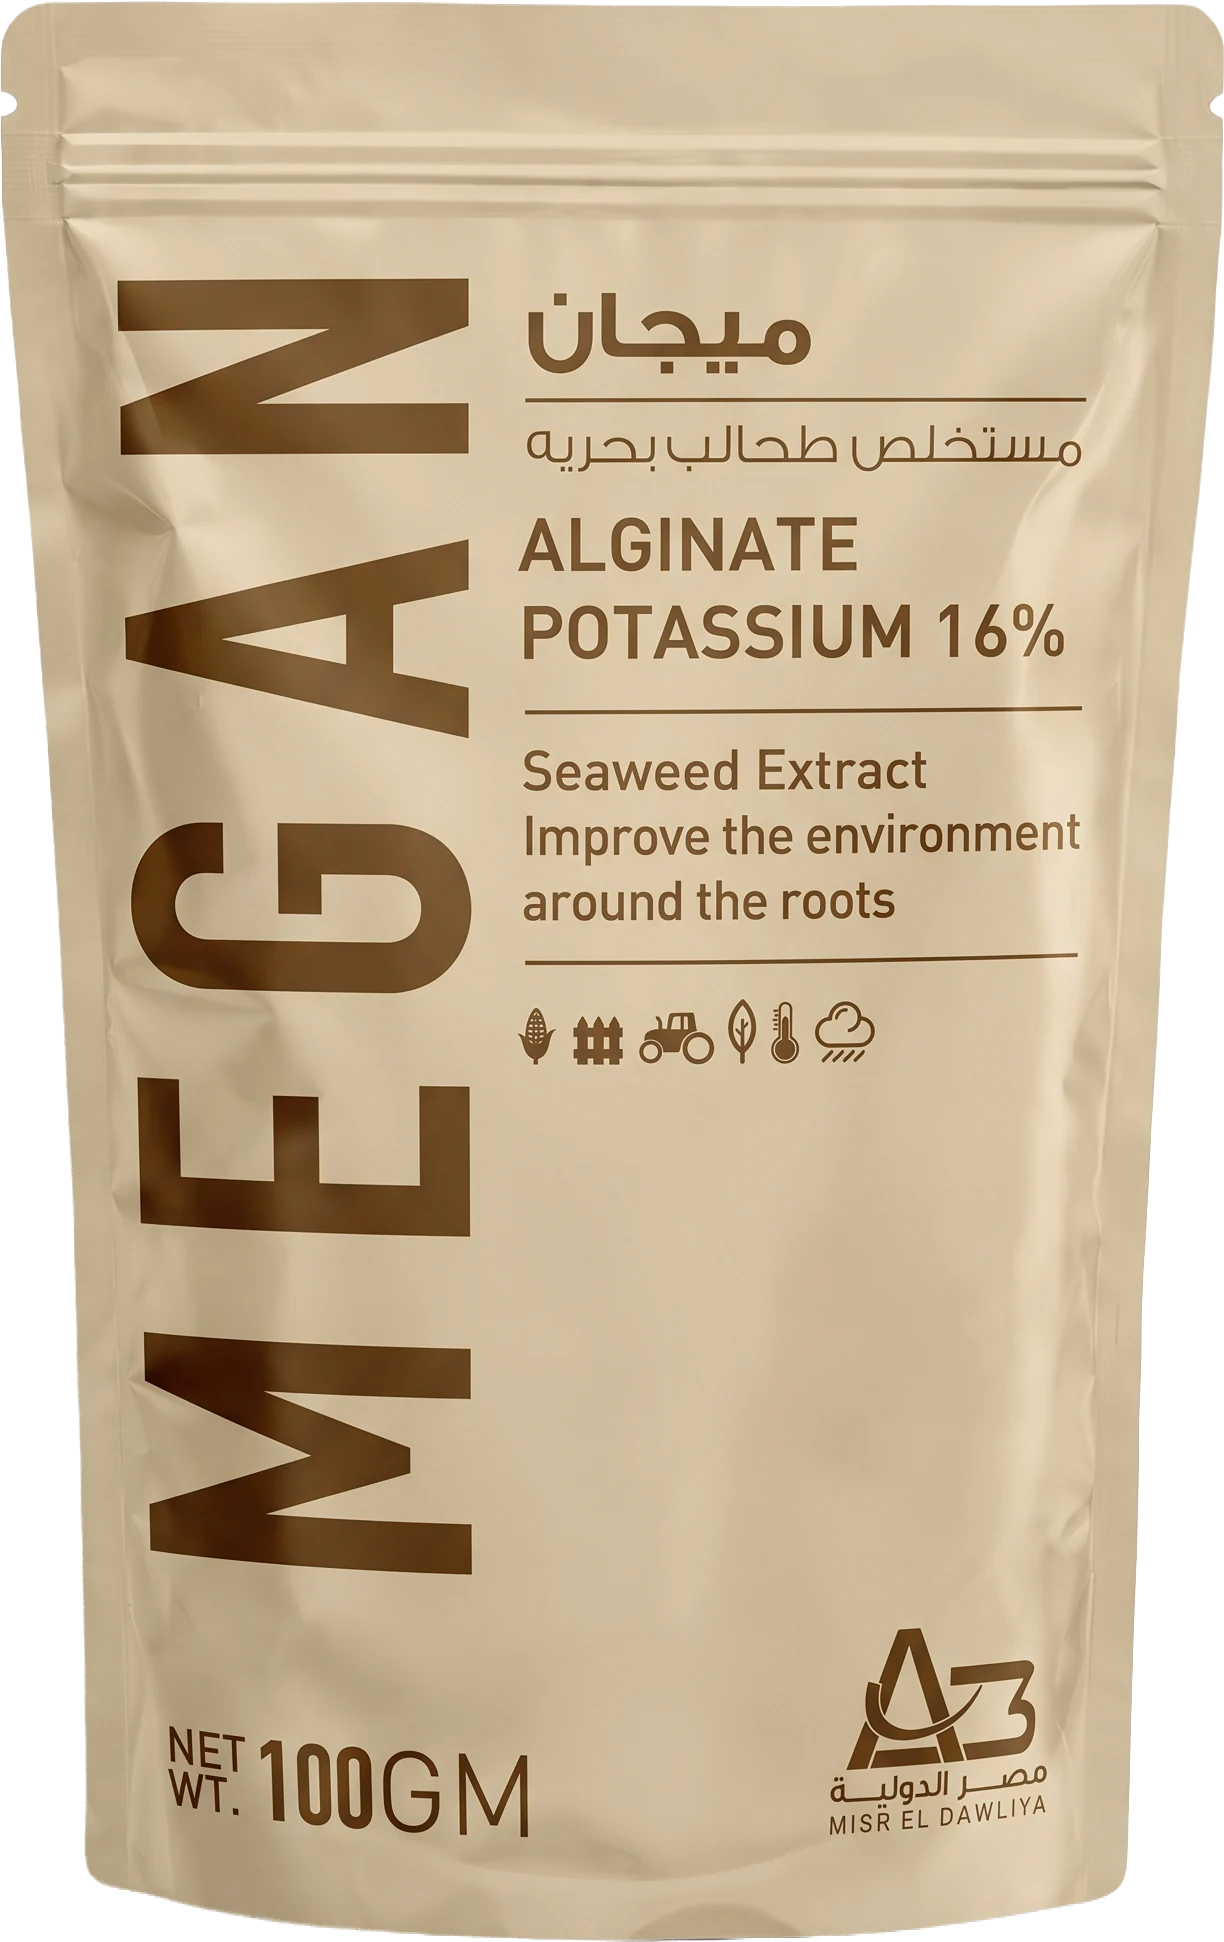 MEGAN
ميجان
مستخلص طحالب بحريه
ALGINATE
POTASSIUM 16%
Seaweed Extract
Improve the environment
around the roots
NET
WT. 100GM
A3
مصر الدولية
MISR EL DAWLIYA